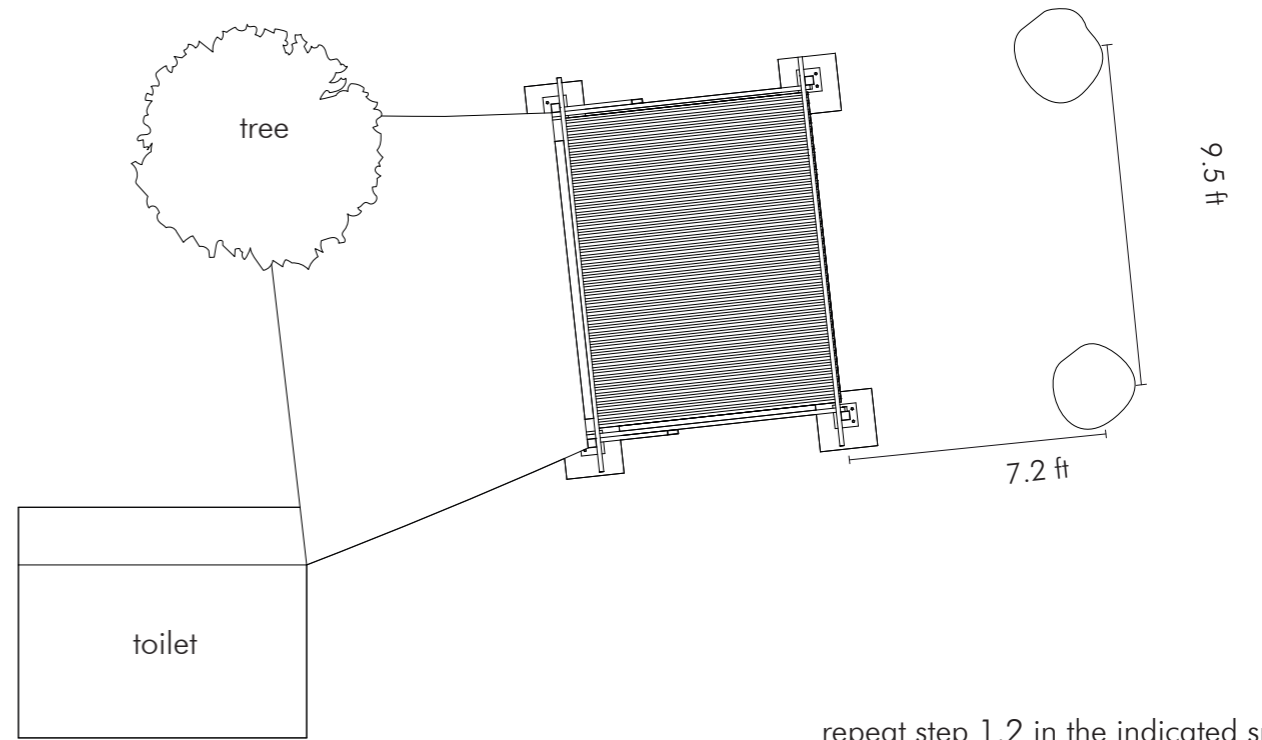 tree
9.5 ft
7.2 ft
toilet
repeat step 1.2 in the indicated